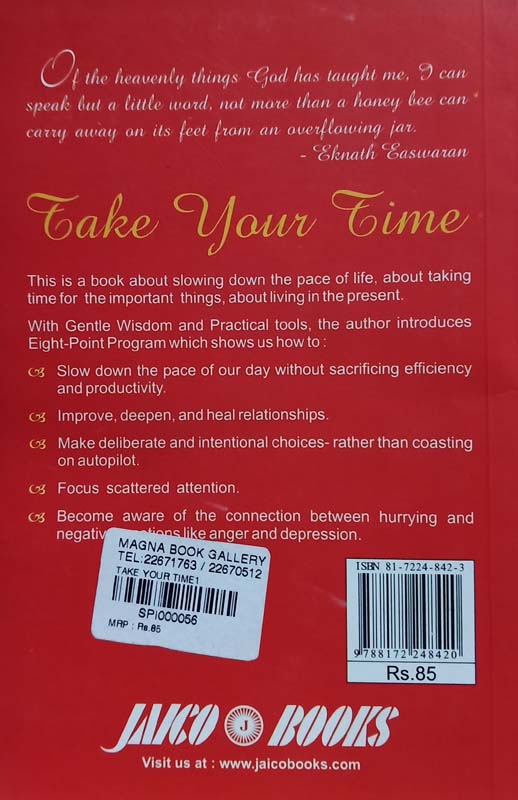 Of the heavenly things God has taught me, I can
speak but a little word, not more than a honey bee can
carry away on its feet from an overflowing jar.
- Eknath Easwaran
Take Your Time
This is a book about slowing down the pace of life, about taking
time for the important things, about living in the present.
With Gentle Wisdom and Practical tools, the author introduces
Eight-Point Program which shows us how to :
Slow down the pace of our day without sacrificing efficiency
and productivity.
Improve, deepen, and heal relationships.
Make deliberate and intentional choices- rather than coasting
on autopilot.
Focus scattered attention.
Become aware of the connection between hurrying and
like anger and depression.
MAGNA BOOK GALLERY
TEL:22671763 / 22670512
TAKE YOUR TIME1
SPI000056
MRP : Rs.85
ISBN 81-7224-842-3
9788172 248420
Rs.85
JAICO J BOOKS
Visit us at : www.jaicobooks.com